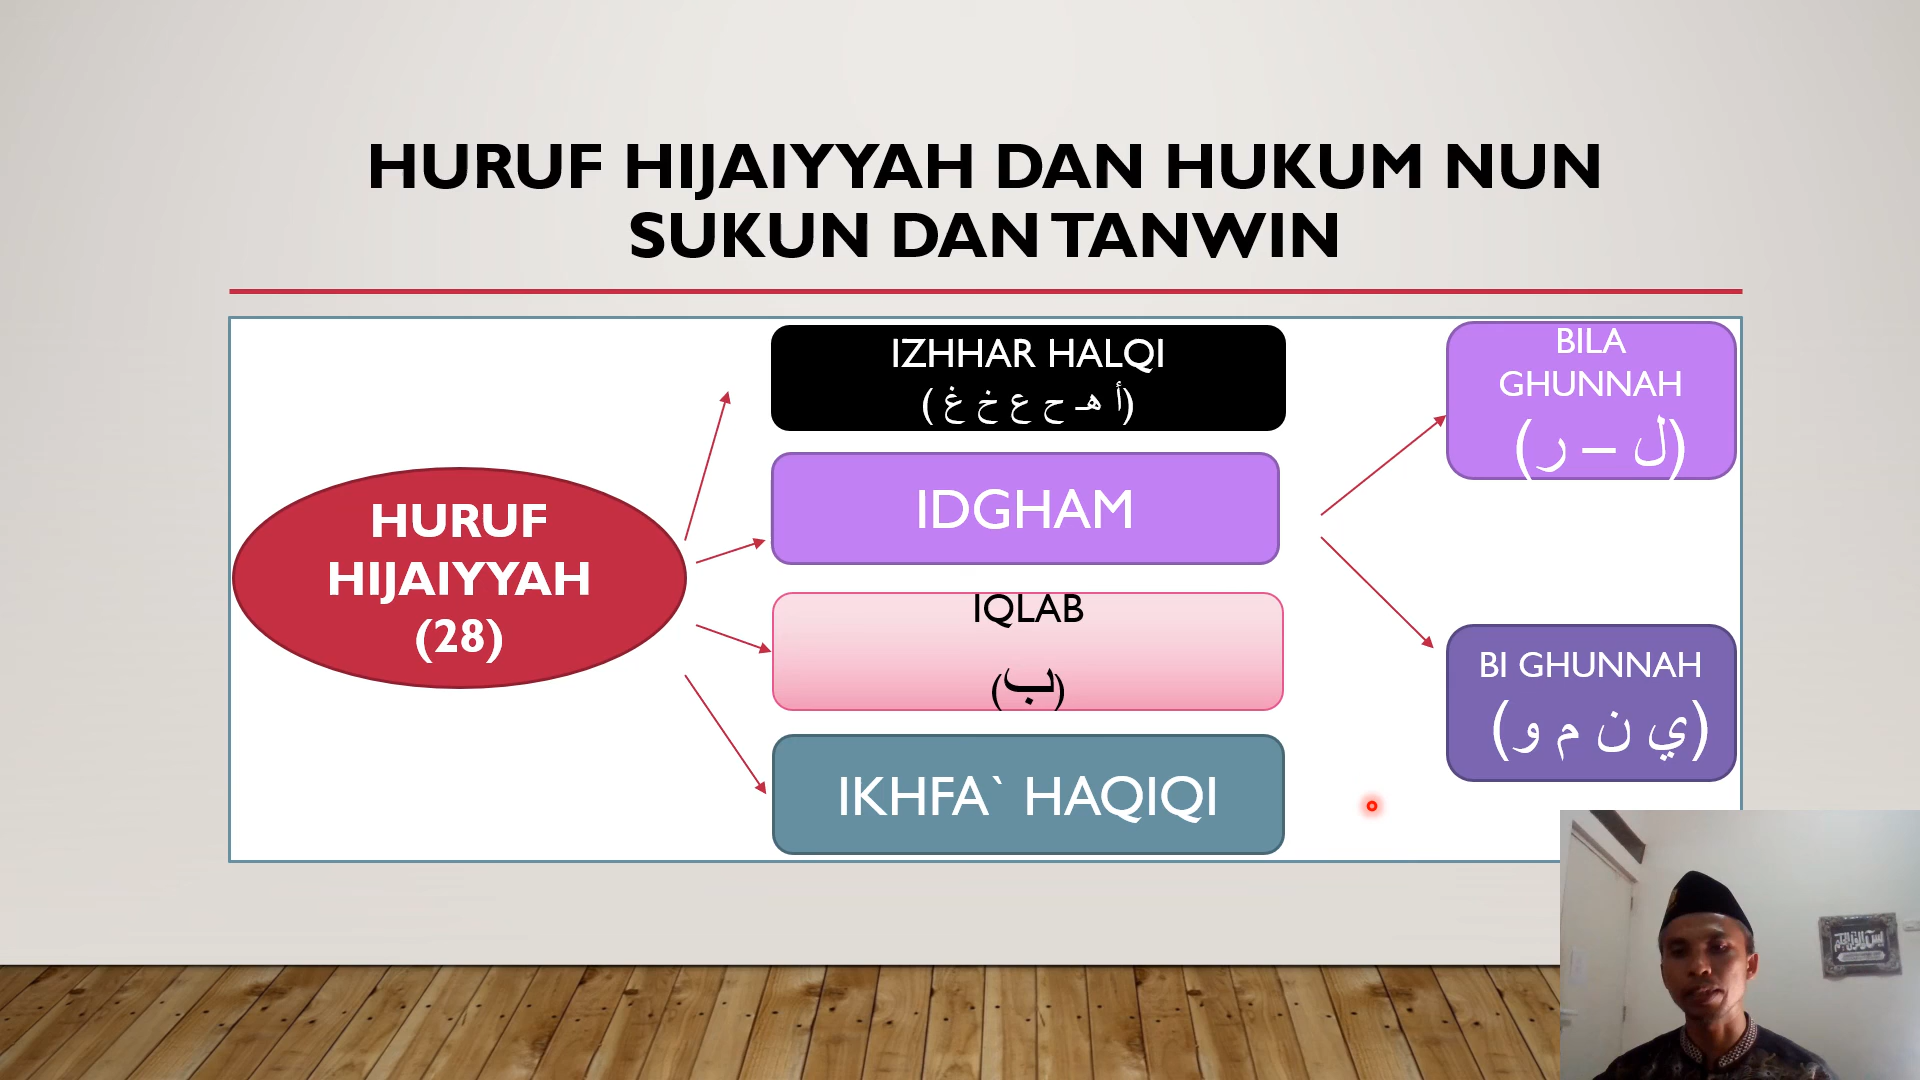 HURUF HIJAIYYAH DAN HUKUM NUN
SUKUN DAN TANWIN
HURUF
HIJAIYYAH
(28)
IZHHAR HALQI
(أ هـ ح ع خ غ )
IDGHAM
IQLAB
(ب)
IKHFA` HAQIQI
BILA
GHUNNAH
(ل – ر)
BI GHUNNAH
(ي ن م و)